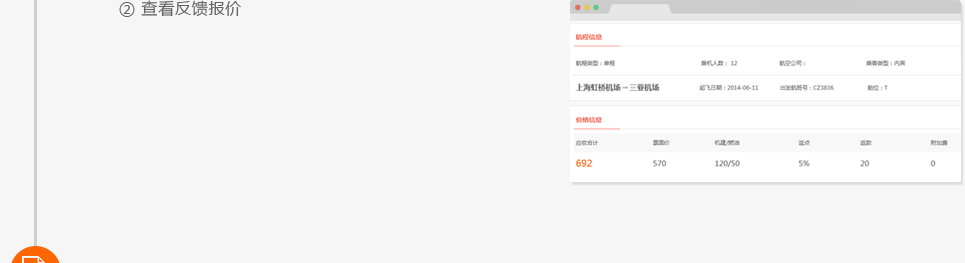 ② 查看反馈报价
航程信息
航程类型：单程 乘机人数： 12 航空公司： 乘客类型：内宾
上海虹桥机场→三亚机场 起飞日期：2014-06-11 出发航班号：CZ3836 舱位：T
价格信息
应收合计 票面价 机建/燃油 返点 返款 附加费
692 570 120/50 5% 20 0